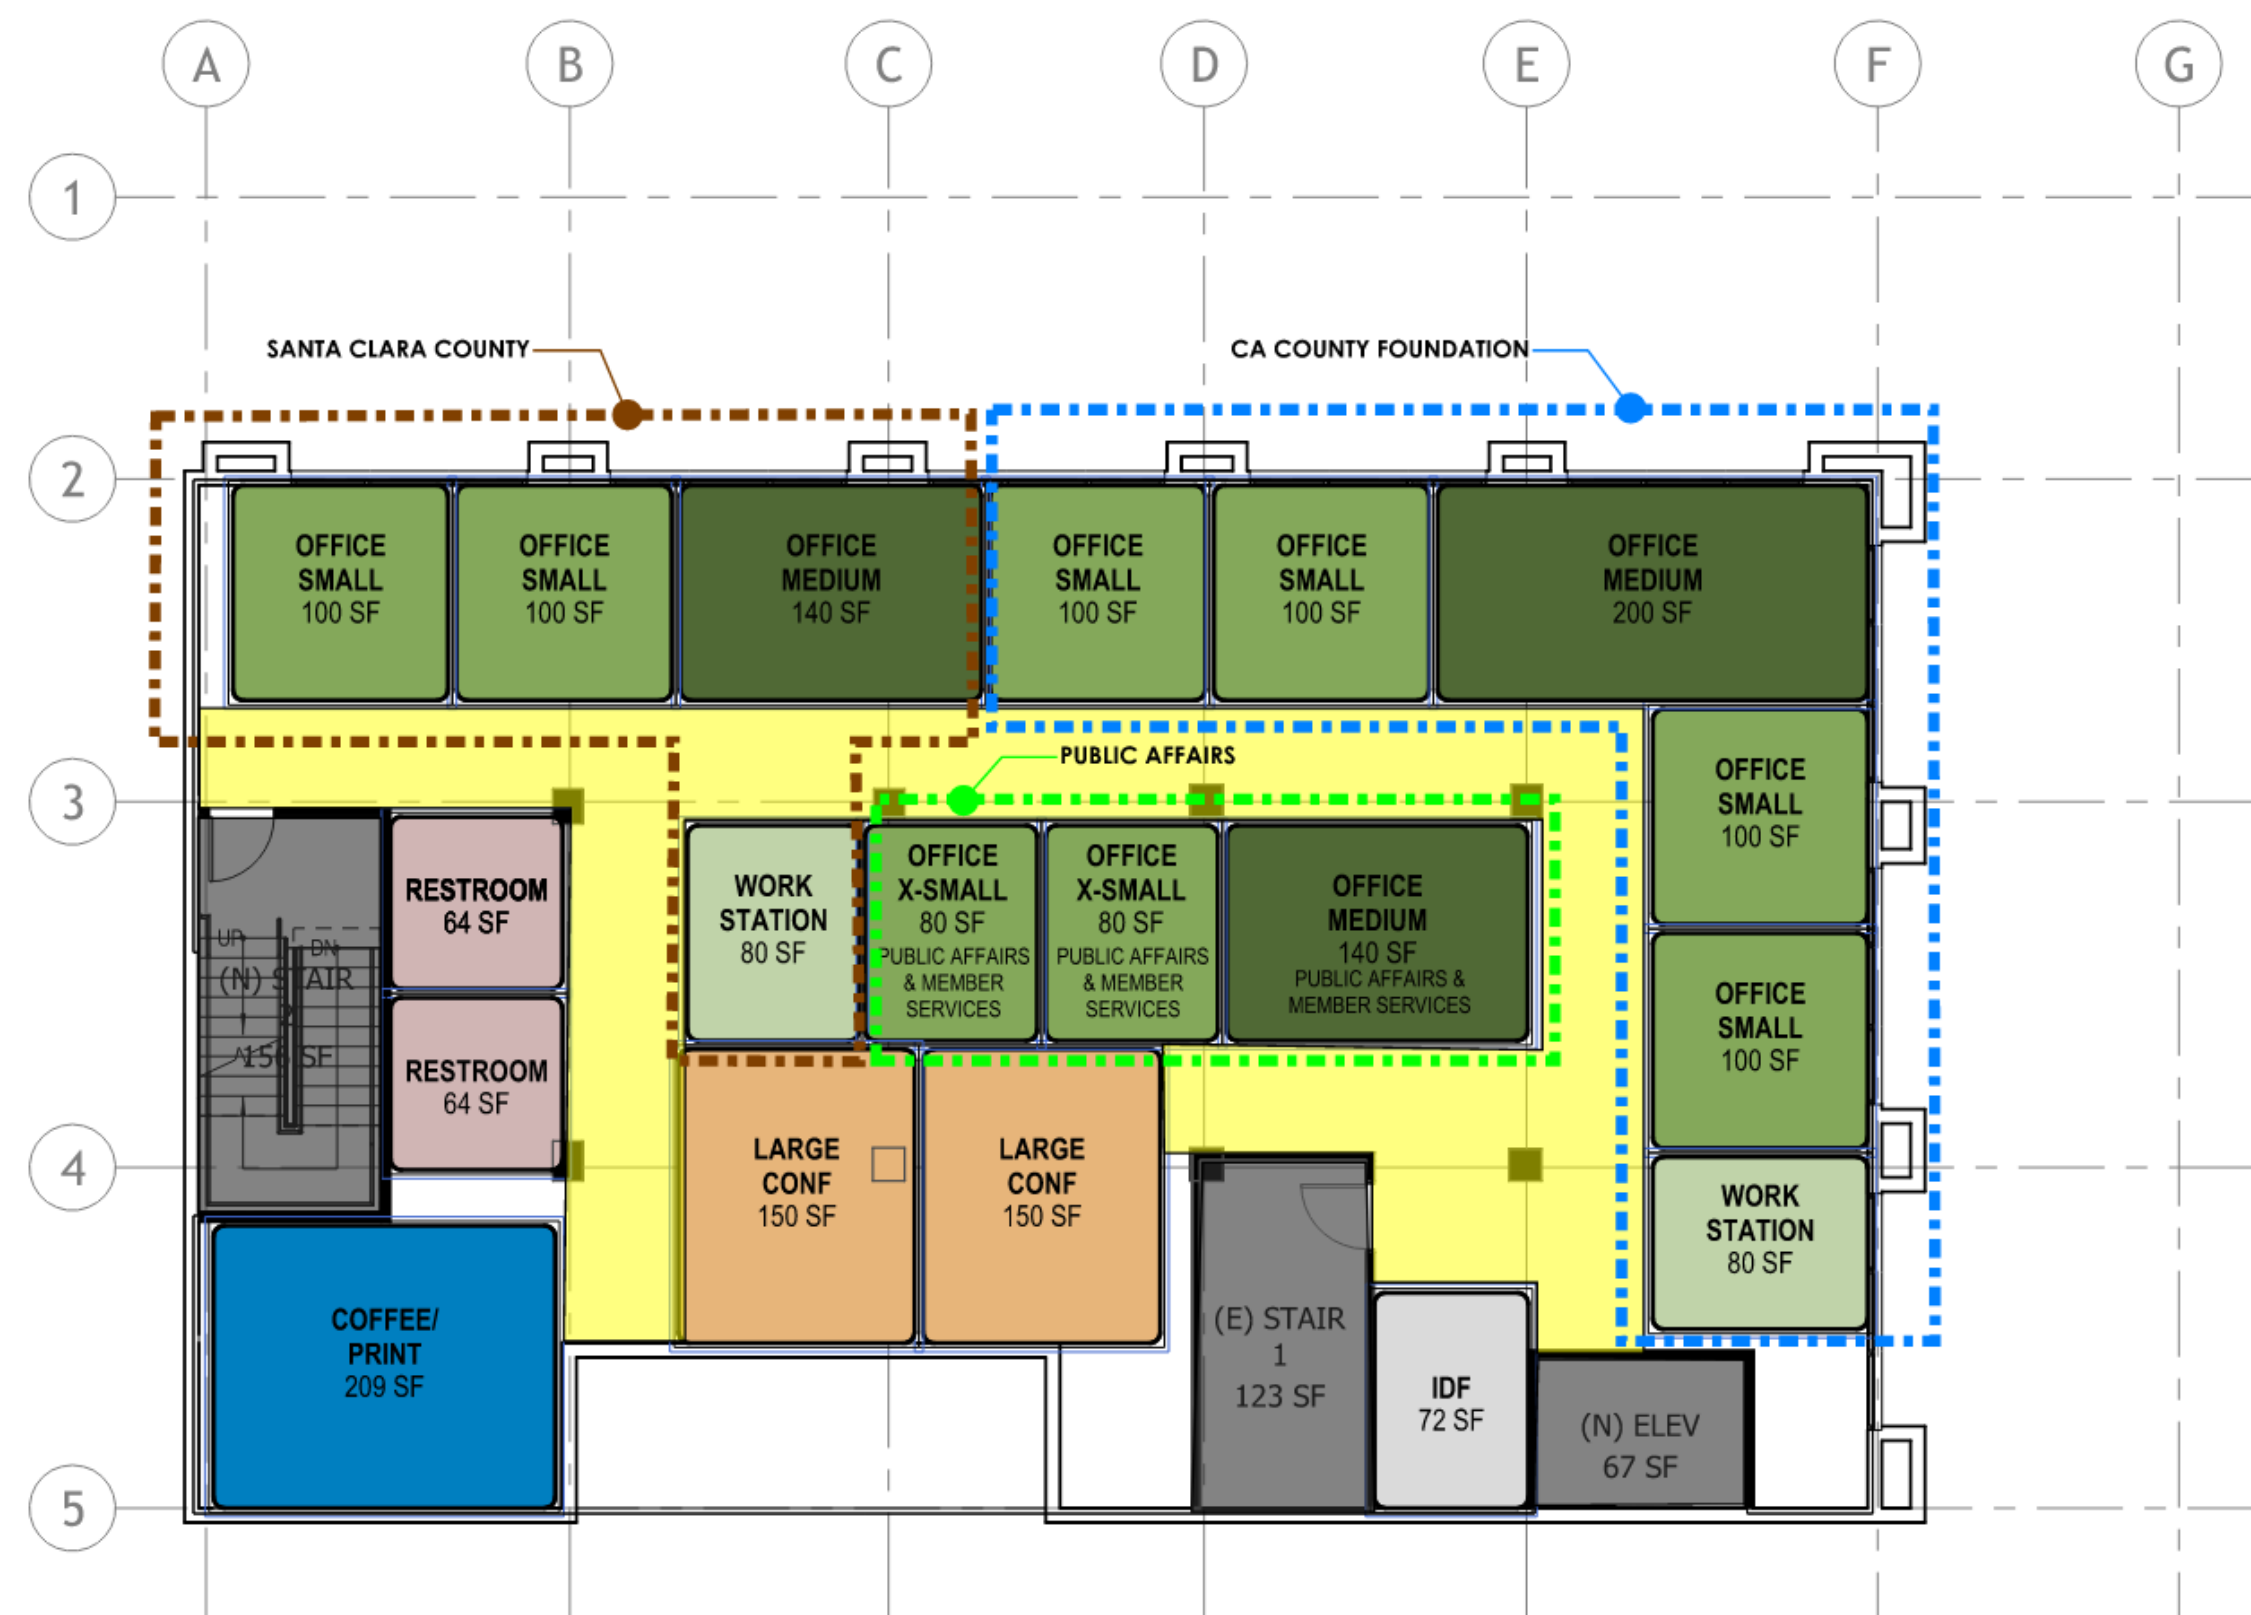 A
B
C
D
E
F
G
1
SANTA CLARA COUNTY
CA COUNTY FOUNDATION
2
OFFICE
SMALL
100 SF
OFFICE
SMALL
100 SF
OFFICE
MEDIUM
140 SF
OFFICE
SMALL
100 SF
OFFICE
SMALL
100 SF
OFFICE
MEDIUM
200 SF
PUBLIC AFFAIRS
3
OFFICE
SMALL
100 SF
RESTROOM
64 SF
WORK
STATION
80 SF
OFFICE
X-SMALL
80 SF
PUBLIC AFFAIRS
& MEMBER
SERVICES
OFFICE
X-SMALL
80 SF
PUBLIC AFFAIRS
& MEMBER
SERVICES
OFFICE
MEDIUM
140 SF
PUBLIC AFFAIRS &
MEMBER SERVICES
UP
DN
(N) STAIR
SF
OFFICE
SMALL
100 SF
RESTROOM
64 SF
4
LARGE
CONF
150 SF
LARGE
CONF
150 SF
WORK
STATION
80 SF
COFFEE/
PRINT
209 SF
(E) STAIR
1
123 SF
IDF
72 SF
(N) ELEV
67 SF
5